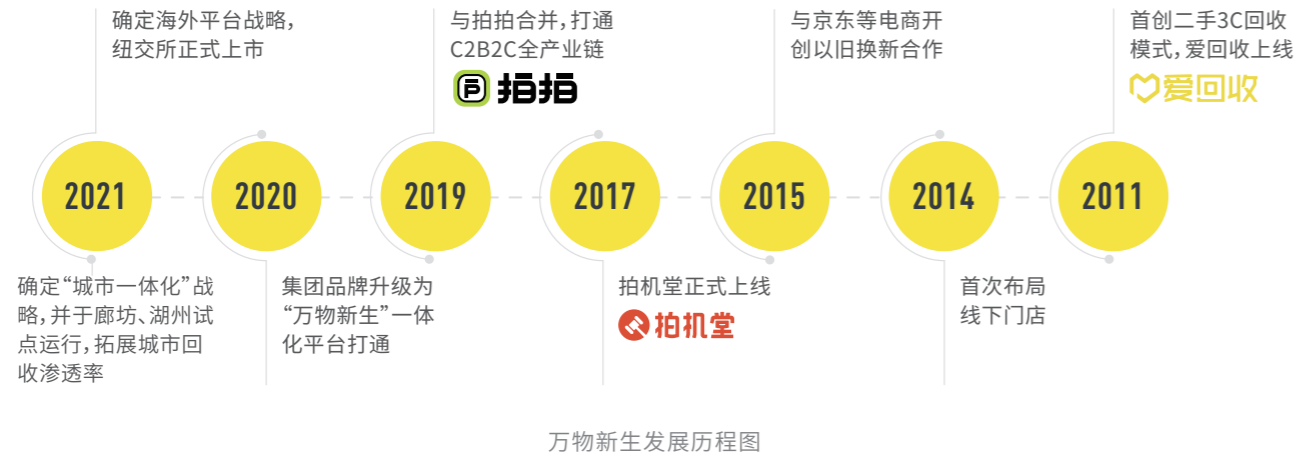 确定海外平台战略，
纽交所正式上市
与拍拍合并，打通
C2B2C全产业链
拍拍
与京东等电商开
创以旧换新合作
首创二手3C回收
模式，爱回收上线
爱回收
2021
2020
2019
2017
2015
2014
2011
确定“城市一体化”战
略，并于廊坊、湖州试
点运行，拓展城市回
收渗透率
集团品牌升级为
“万物新生”一体
化平台打通
拍机堂正式上线
拍机堂
首次布局
线下门店
万物新生发展历程图